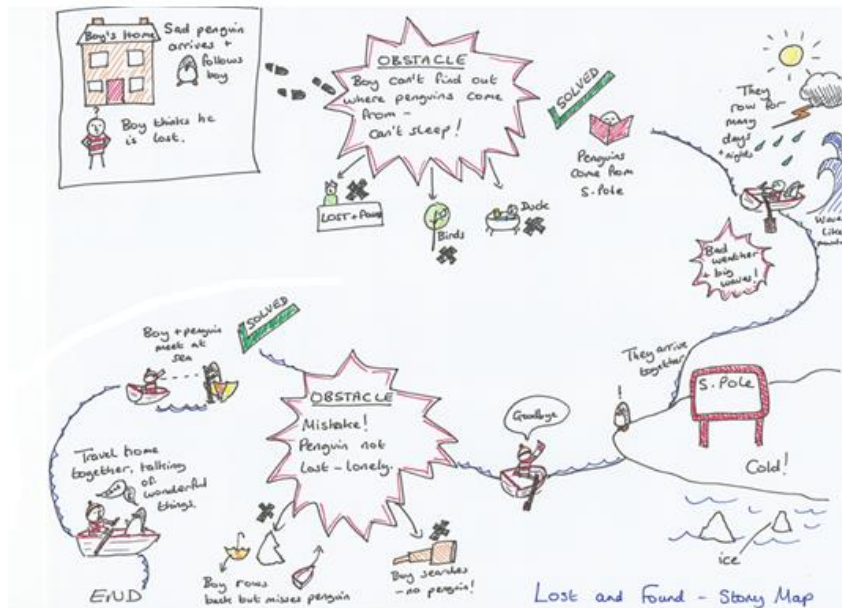 Boy's Home
Sad penguin
arrives +
follows
boy
?
Boy thinks he
is lost.
OBSTACLE
Boy can't find out
where penguins come
from –
can't sleep!
LOST + FOUND
Birds
Duck
SOLVED
Penguins
come from
S. Pole
They
row for
many
days
+ nights
Waves
like
Bad
weather
+ big
waves!
They arrive
together
!
S. Pole
Cold!
ice
Goodbye
OBSTACLE
Mistake!
Penguin not
lost – lonely.
Boy rows
back but misses penguin
Boy searches
– no penguin!
SOLVED
Boy + penguin
meet at
sea
Travel home
together, talking
of
wonderful
things.
END
Lost and Found – Story Map